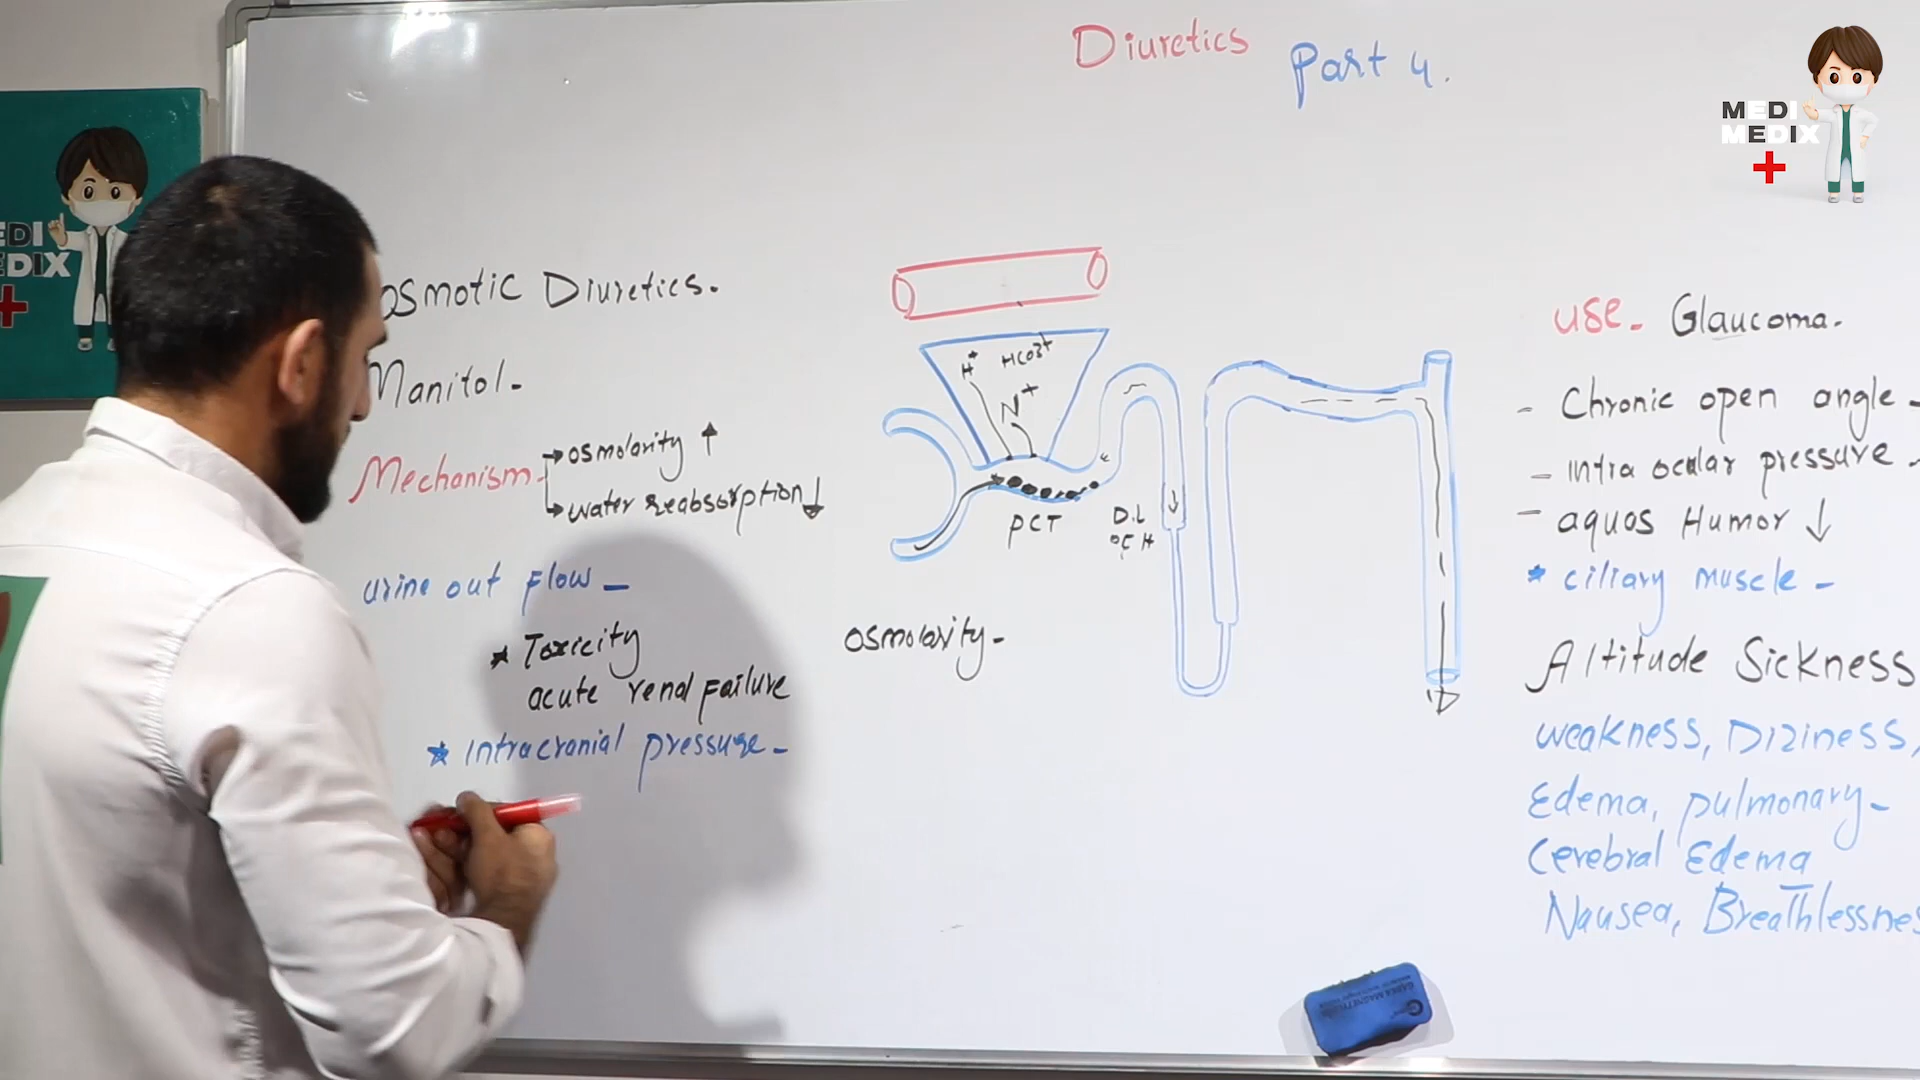 Diuretics Part 4.
MEDI
MEDIX
EDI
EDIX
osmotic Diuretics.
Manitol-
Mechanism - osmolarity ↑
water reabsorption ↓
urine out flow -
* Toxicity
acute renal failure
* intracranial pressure -
H+ HCO3+
N+
PCT
D.L
OF H
osmolarity -
use - Glaucoma.
- Chronic open angle -
- intra ocular pressure -
- aquos Humor ↓
* ciliary muscle -
Altitude Sickness
weakness, Diziness,
Edema, pulmonary -
Cerebral Edema
Nausea, Breathlessnes